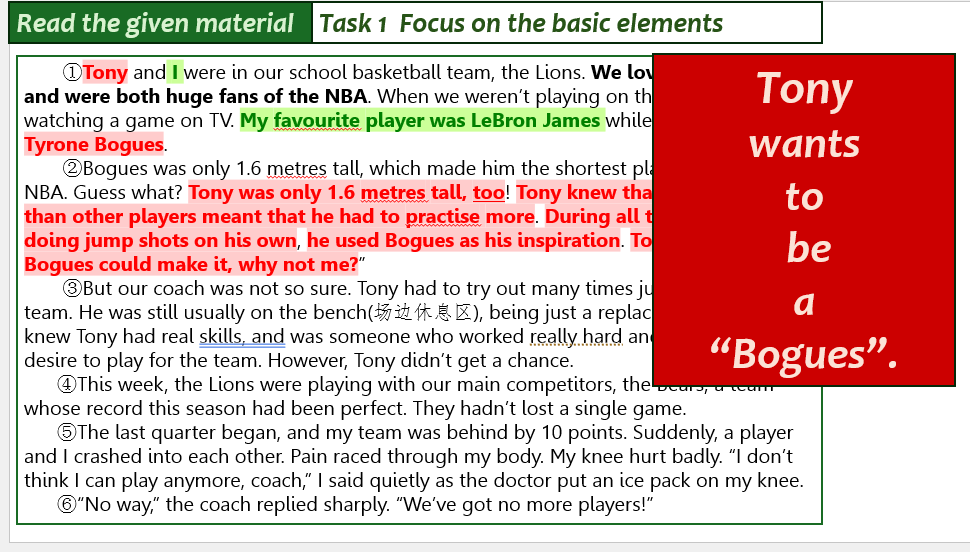 Read the given material
Task 1 Focus on the basic elements
①Tony and I were in our school basketball team, the Lions. We lov
and were both huge fans of the NBA. When we weren't playing on th
watching a game on TV. My favourite player was LeBron James while
Tyrone Bogues.
②Bogues was only 1.6 metres tall, which made him the shortest pl
NBA. Guess what? Tony was only 1.6 metres tall, too! Tony knew tha
than other players meant that he had to practise more. During all t
doing jump shots on his own, he used Bogues as his inspiration. To
Bogues could make it, why not me?"
③But our coach was not so sure. Tony had to try out many times ju
team. He was still usually on the bench(场边休息区), being just a replac
knew Tony had real skills, and was someone who worked really hard and
desire to play for the team. However, Tony didn't get a chance.
④This week, the Lions were playing with our main competitors, the Bears, a team
whose record this season had been perfect. They hadn't lost a single game.
⑤The last quarter began, and my team was behind by 10 points. Suddenly, a player
and I crashed into each other. Pain raced through my body. My knee hurt badly. "I don't
think I can play anymore, coach," I said quietly as the doctor put an ice pack on my knee.
⑥"No way," the coach replied sharply. "We've got no more players!"
Tony
wants
to
be
a
"Bogues".